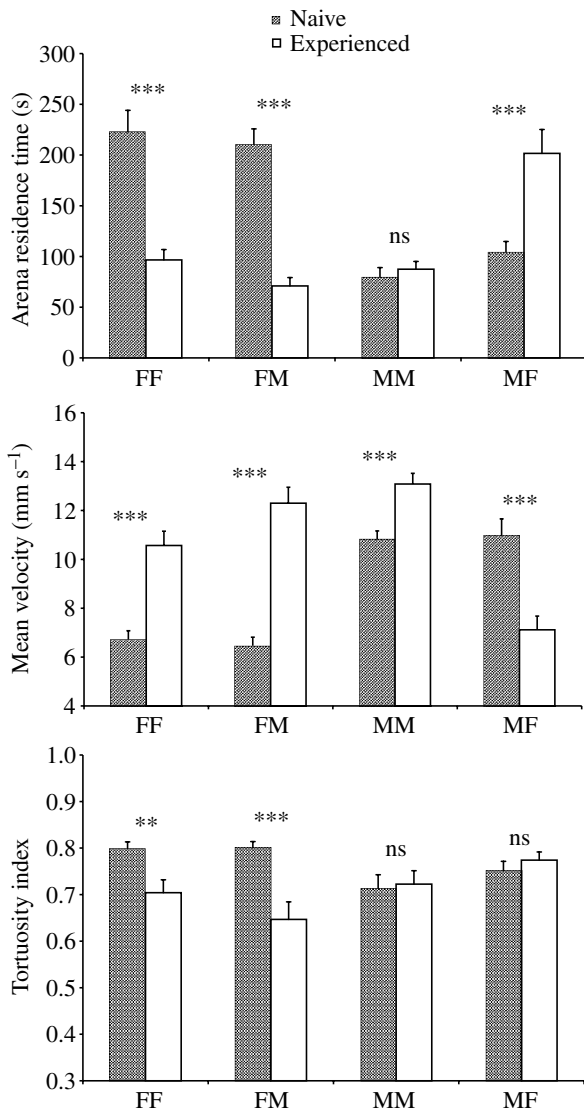 Naive
Experienced
Arena residence time (s)
300
250
200
150
100
50
0
***
***
ns
***
FF FM MM MF
Mean velocity (mm s⁻¹)
16
14
12
10
8
6
4
***
***
***
***
FF FM MM MF
Tortuosity index
1.0
0.9
0.8
0.7
0.6
0.5
0.4
0.3
**
***
ns
ns
FF FM MM MF